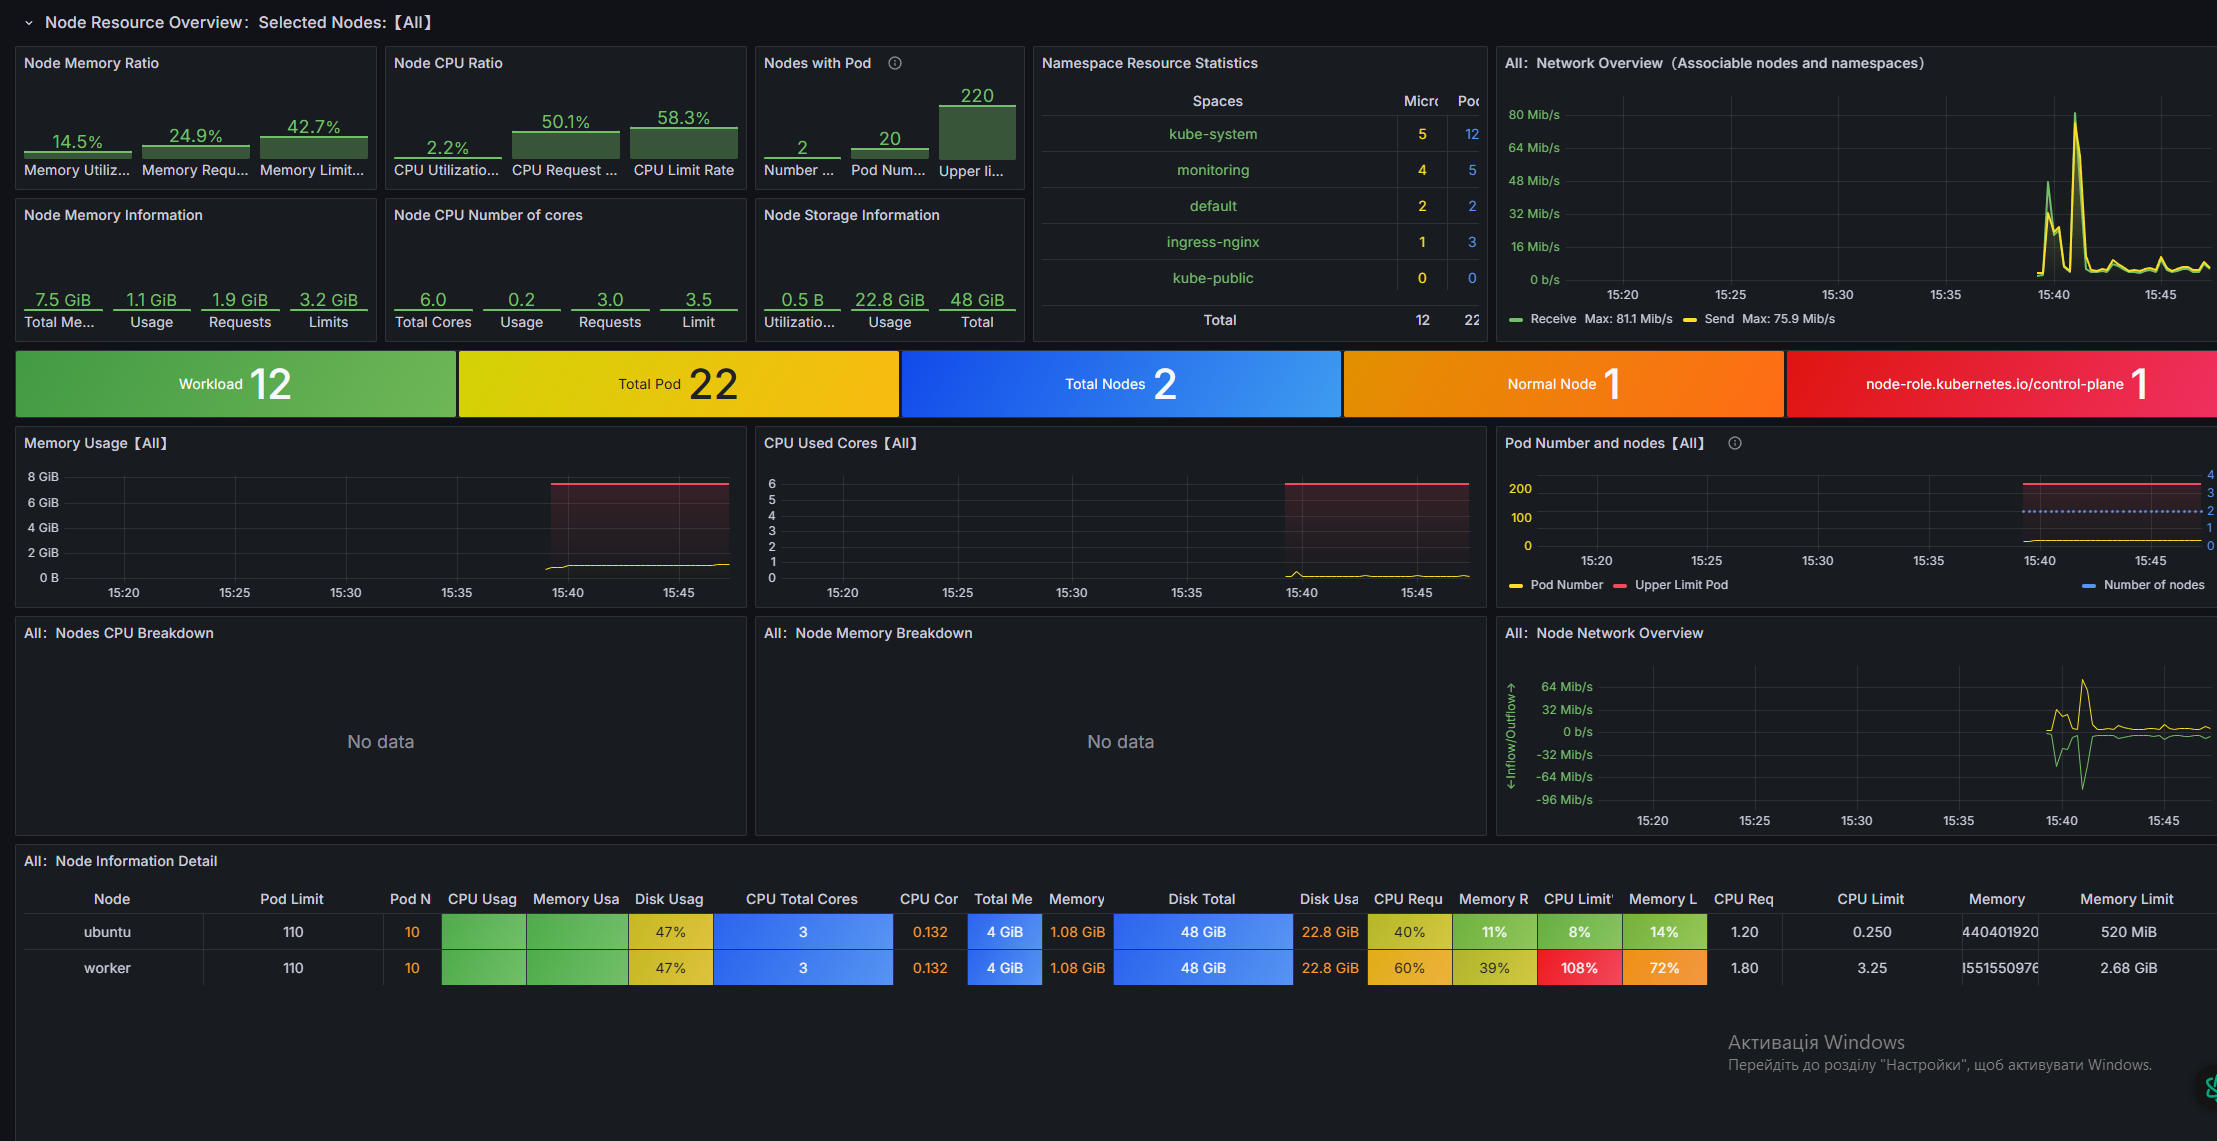 Node Resource Overview：Selected Nodes:【All】
Node Memory Ratio
14.5%
24.9%
42.7%
Memory Utiliz...
Memory Requ...
Memory Limit...
Node CPU Ratio
2.2%
50.1%
58.3%
CPU Utilizatio...
CPU Request ...
CPU Limit Rate
Nodes with Pod
2
20
220
Number ...
Pod Num...
Upper li...
Namespace Resource Statistics
Spaces Micrc Poc
kube-system 5 12
monitoring 4 5
default 2 2
ingress-nginx 1 3
kube-public 0 0
Total 12 22
All：Network Overview（Associable nodes and namespaces）
80 Mib/s
64 Mib/s
48 Mib/s
32 Mib/s
16 Mib/s
0 b/s
15:20 15:25 15:30 15:35 15:40 15:45
Receive Max: 81.1 Mib/s Send Max: 75.9 Mib/s
Node Memory Information
7.5 GiB 1.1 GiB 1.9 GiB 3.2 GiB
Total Me... Usage Requests Limits
Node CPU Number of cores
6.0 0.2 3.0 3.5
Total Cores Usage Requests Limit
Node Storage Information
0.5 B 22.8 GiB 48 GiB
Utilizatio... Usage Total
Workload 12
Total Pod 22
Total Nodes 2
Normal Node 1
node-role.kubernetes.io/control-plane 1
Memory Usage【All】
8 GiB
6 GiB
4 GiB
2 GiB
0 B
15:20 15:25 15:30 15:35 15:40 15:45
CPU Used Cores【All】
6
5
4
3
2
1
0
15:20 15:25 15:30 15:35 15:40 15:45
Pod Number and nodes【All】
200
100
0
4
3
2
1
0
15:20 15:25 15:30 15:35 15:40 15:45
Pod Number Upper Limit Pod Number of nodes
All：Nodes CPU Breakdown
No data
All：Node Memory Breakdown
No data
All：Node Network Overview
←Inflow/Outflow→
64 Mib/s
32 Mib/s
0 b/s
-32 Mib/s
-64 Mib/s
-96 Mib/s
15:20 15:25 15:30 15:35 15:40 15:45
All：Node Information Detail
Node Pod Limit Pod N CPU Usag Memory Usa Disk Usag CPU Total Cores CPU Cor Total Me Memory Disk Total Disk Usa CPU Requ Memory R CPU Limit Memory L CPU Req CPU Limit Memory Memory Limit
ubuntu 110 10 47% 3 0.132 4 GiB 1.08 GiB 48 GiB 22.8 GiB 40% 11% 8% 14% 1.20 0.250 440401920 520 MiB
worker 110 10 47% 3 0.132 4 GiB 1.08 GiB 48 GiB 22.8 GiB 60% 39% 108% 72% 1.80 3.25 1551550976 2.68 GiB
Активація Windows
Перейдіть до розділу "Настройки", щоб активувати Windows.